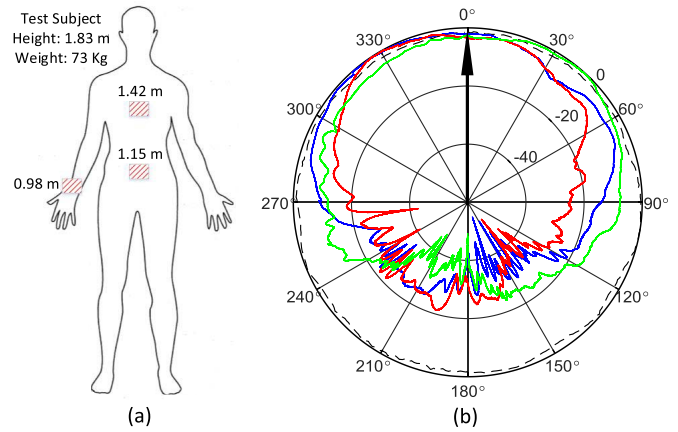 Test Subject
Height: 1.83 m
Weight: 73 Kg
1.42 m
1.15 m
0.98 m
(a)
0°
330°
30°
0
300°
60°
-20
-40
270°
90°
240°
120°
210°
150°
180°
(b)